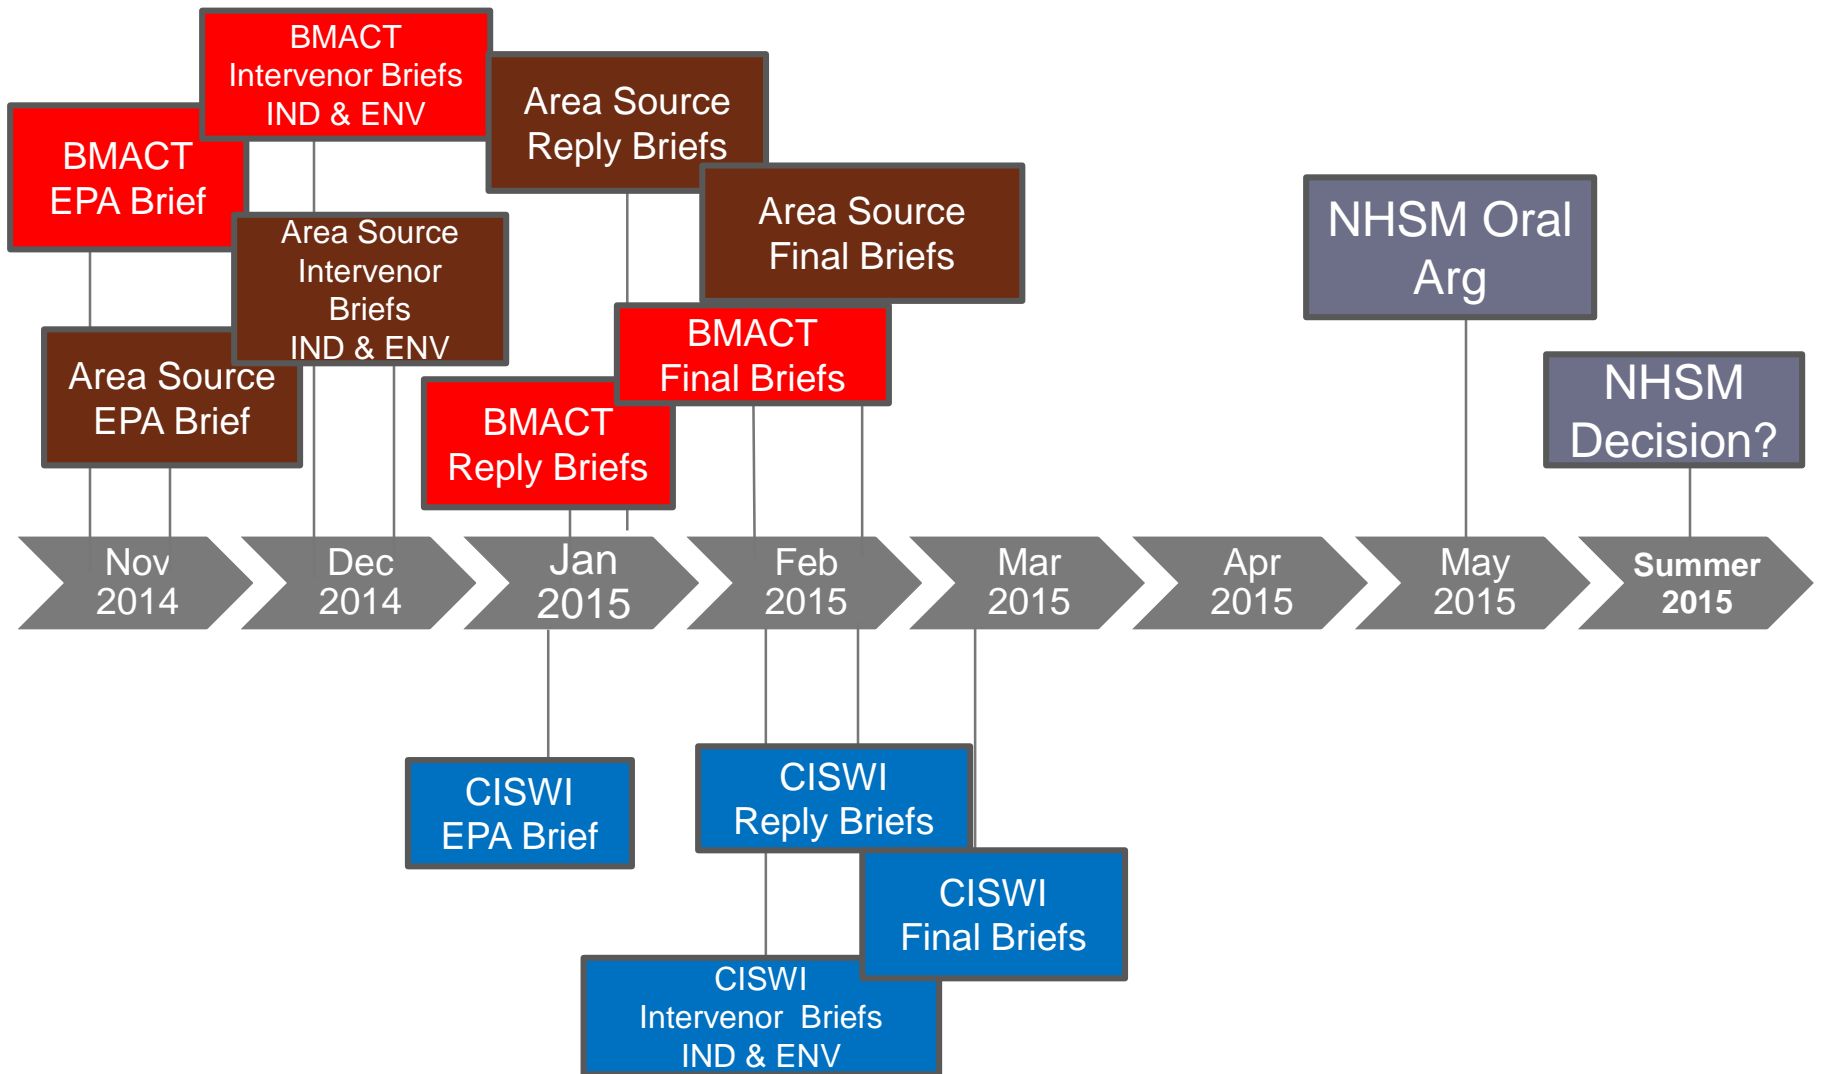 BMACT
Intervenor Briefs
IND & ENV
BMACT
EPA Brief
Area Source
Reply Briefs
Area Source
Final Briefs
NHSM Oral
Arg
Area Source
Intervenor
Briefs
IND & ENV
Area Source
EPA Brief
BMACT
Final Briefs
BMACT
Reply Briefs
NHSM
Decision?
Nov
2014
Dec
2014
Jan
2015
Feb
2015
Mar
2015
Apr
2015
May
2015
Summer
2015
CISWI
EPA Brief
CISWI
Reply Briefs
CISWI
Final Briefs
CISWI
Intervenor Briefs
IND & ENV